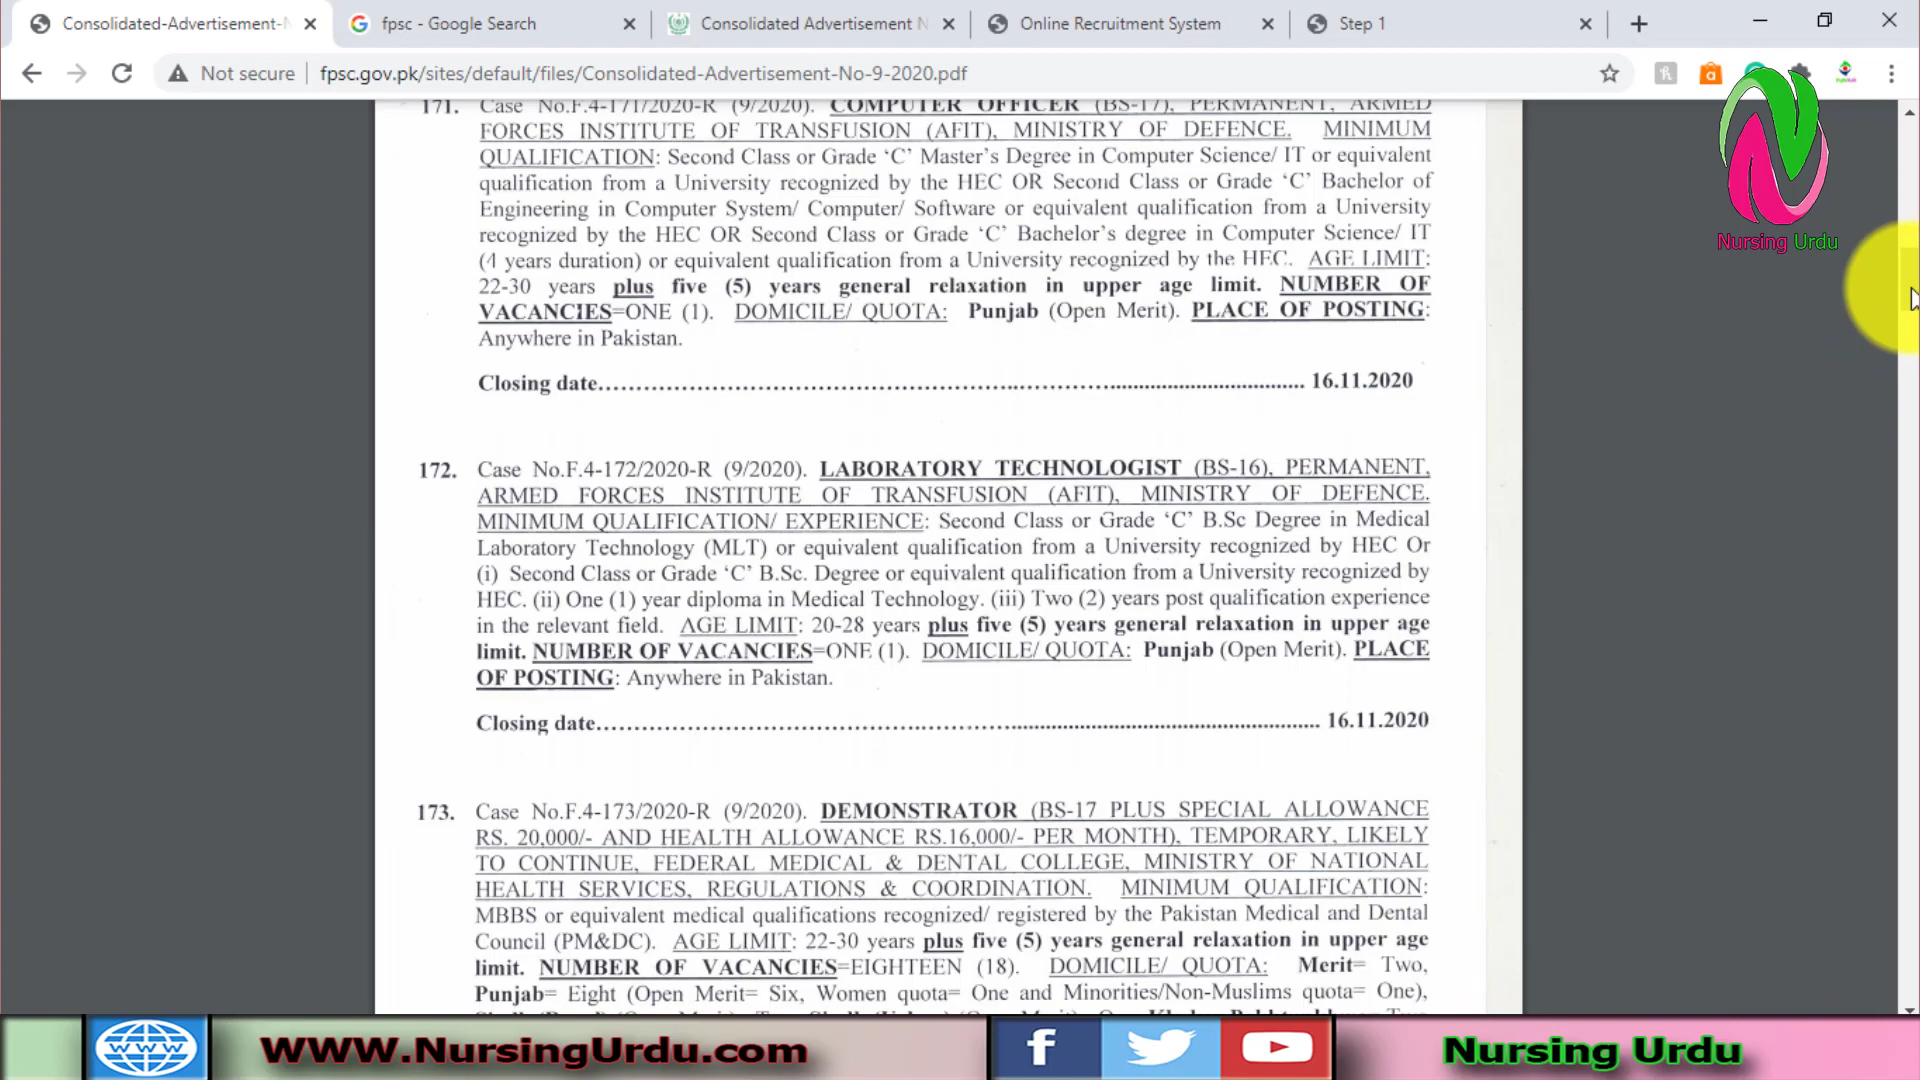 Consolidated-Advertisement-N
fpsc - Google Search
Consolidated Advertisement N
Online Recruitment System
Step 1
Not secure
fpsc.gov.pk/sites/default/files/Consolidated-Advertisement-No-9-2020.pdf
Nursing Urdu
171. Case No.F.4-171/2020-R (9/2020). COMPUTER OFFICER (BS-17), PERMANENT, ARMED
FORCES INSTITUTE OF TRANSFUSION (AFIT), MINISTRY OF DEFENCE. MINIMUM
QUALIFICATION: Second Class or Grade ‘C’ Master’s Degree in Computer Science/ IT or equivalent
qualification from a University recognized by the HEC OR Second Class or Grade ‘C’ Bachelor of
Engineering in Computer System/ Computer/ Software or equivalent qualification from a University
recognized by the HEC OR Second Class or Grade ‘C’ Bachelor’s degree in Computer Science/ IT
(4 years duration) or equivalent qualification from a University recognized by the HEC. AGE LIMIT:
22-30 years plus five (5) years general relaxation in upper age limit. NUMBER OF
VACANCIES=ONE (1). DOMICILE/ QUOTA: Punjab (Open Merit). PLACE OF POSTING:
Anywhere in Pakistan.
Closing date........................................................................................ 16.11.2020
172. Case No.F.4-172/2020-R (9/2020). LABORATORY TECHNOLOGIST (BS-16), PERMANENT,
ARMED FORCES INSTITUTE OF TRANSFUSION (AFIT), MINISTRY OF DEFENCE.
MINIMUM QUALIFICATION/ EXPERIENCE: Second Class or Grade ‘C’ B.Sc Degree in Medical
Laboratory Technology (MLT) or equivalent qualification from a University recognized by HEC Or
(i) Second Class or Grade ‘C’ B.Sc. Degree or equivalent qualification from a University recognized by
HEC. (ii) One (1) year diploma in Medical Technology. (iii) Two (2) years post qualification experience
in the relevant field. AGE LIMIT: 20-28 years plus five (5) years general relaxation in upper age
limit. NUMBER OF VACANCIES=ONE (1). DOMICILE/ QUOTA: Punjab (Open Merit). PLACE
OF POSTING: Anywhere in Pakistan.
Closing date........................................................................................ 16.11.2020
173. Case No.F.4-173/2020-R (9/2020). DEMONSTRATOR (BS-17 PLUS SPECIAL ALLOWANCE
RS. 20,000/- AND HEALTH ALLOWANCE RS.16,000/- PER MONTH), TEMPORARY, LIKELY
TO CONTINUE, FEDERAL MEDICAL & DENTAL COLLEGE, MINISTRY OF NATIONAL
HEALTH SERVICES, REGULATIONS & COORDINATION. MINIMUM QUALIFICATION:
MBBS or equivalent medical qualifications recognized/ registered by the Pakistan Medical and Dental
Council (PM&DC). AGE LIMIT: 22-30 years plus five (5) years general relaxation in upper age
limit. NUMBER OF VACANCIES=EIGHTEEN (18). DOMICILE/ QUOTA: Merit= Two,
Punjab= Eight (Open Merit= Six, Women quota= One and Minorities/Non-Muslims quota= One),
WWW
WWW.NursingUrdu.com
Nursing Urdu